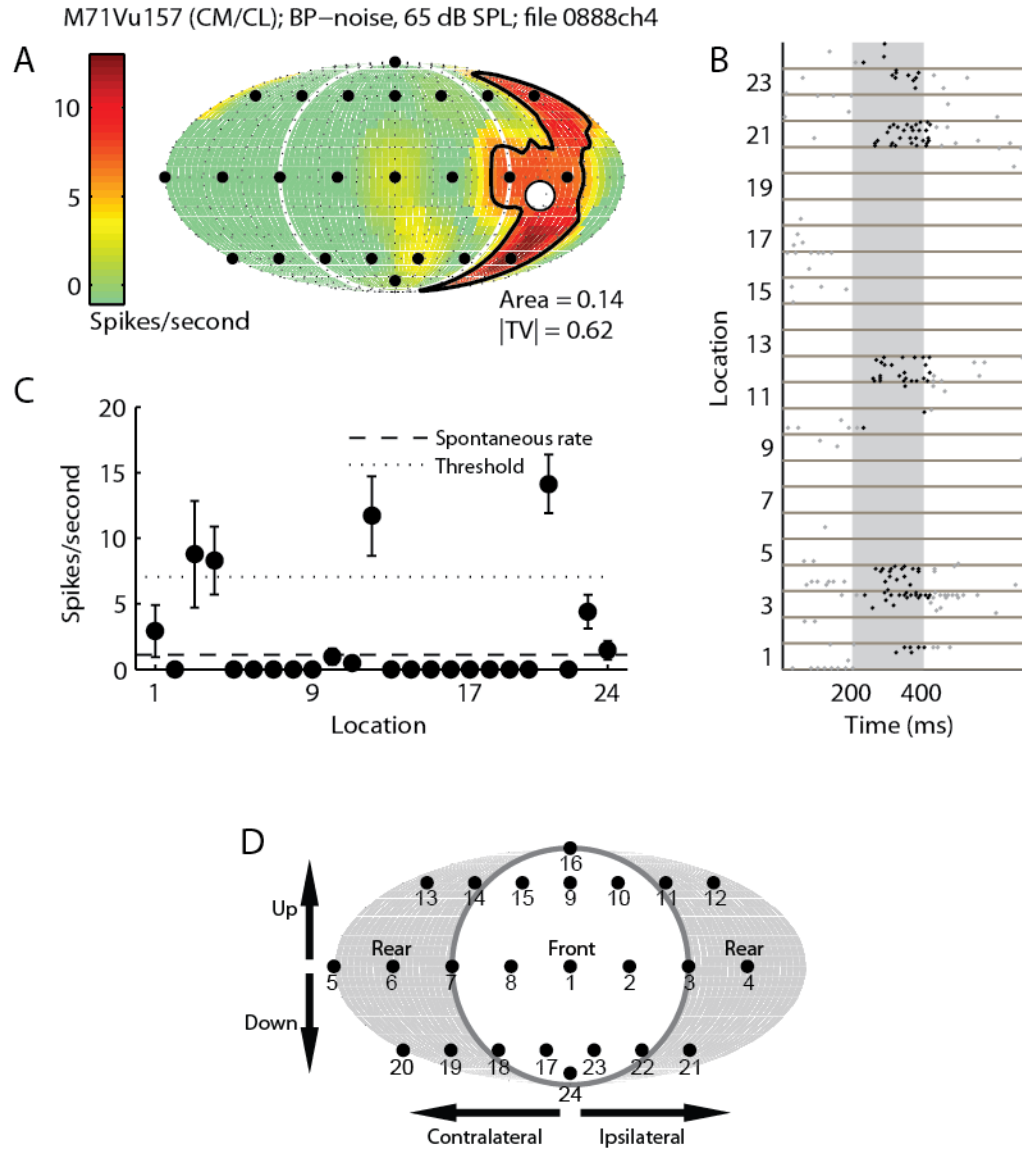 M71Vu157 (CM/CL); BP−noise, 65 dB SPL; file 0888ch4
A
10
5
0
Spikes/second
Area = 0.14
|TV| = 0.62
B
23
21
19
17
15
13
11
9
7
5
3
1
Location
200 400
Time (ms)
C
20
15
10
5
0
Spikes/second
Spontaneous rate
Threshold
1 9 17 24
Location
D
Up
Down
16
13 14 15 9 10 11 12
Rear Front Rear
5 6 7 8 1 2 3 4
20 19 18 17 23 22 21
24
Contralateral Ipsilateral